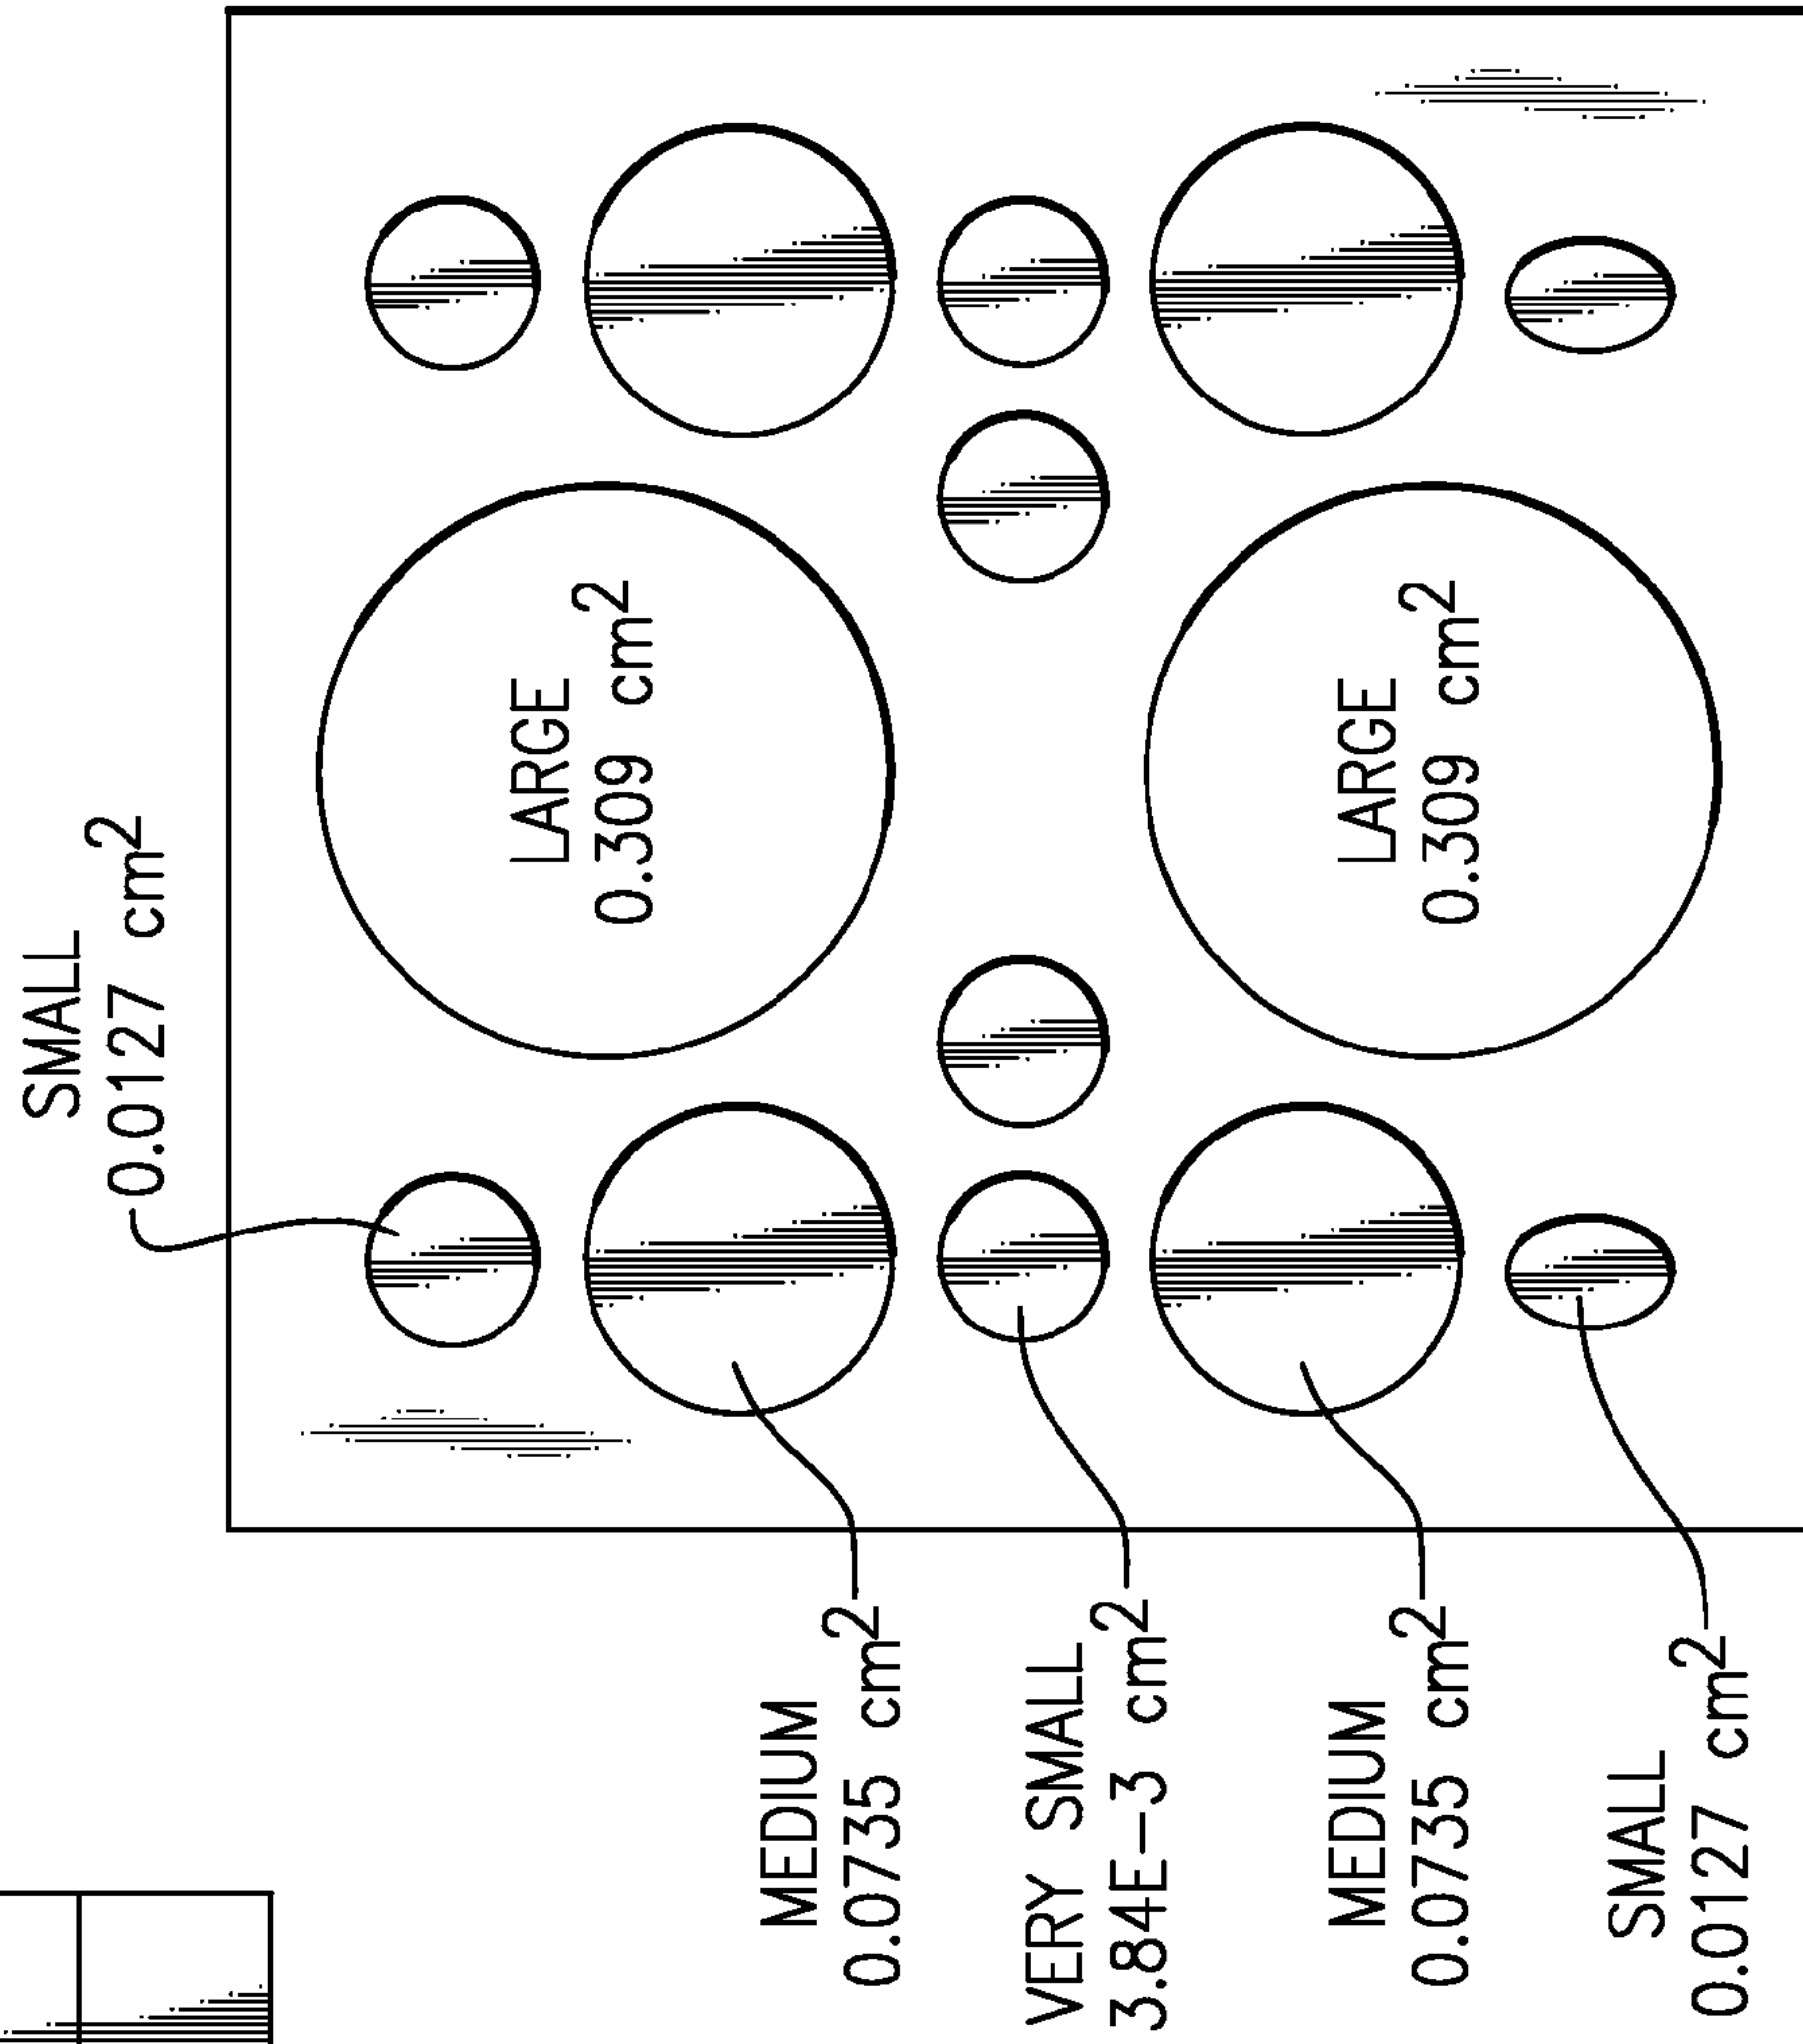 SMALL
0.0127 cm²
LARGE
0.309 cm²
LARGE
0.309 cm²
MEDIUM
0.0735 cm²
VERY SMALL
3.84E-3 cm²
MEDIUM
0.0735 cm²
SMALL
0.0127 cm²